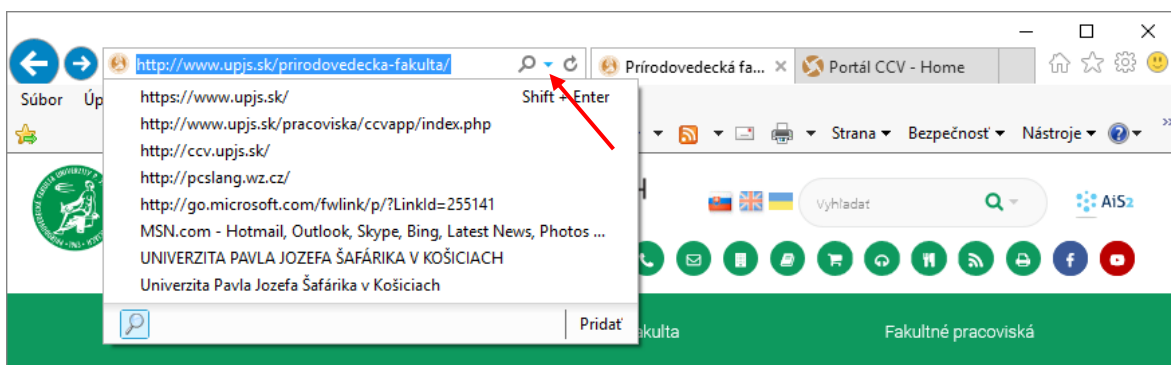 http://www.upjs.sk/prirodovedecka-fakulta/
Prírodovedecká fa...
Portál CCV - Home
Súbor Úp
https://www.upjs.sk/ Shift + Enter
http://www.upjs.sk/pracoviska/ccvapp/index.php
http://ccv.upjs.sk/
http://pcslang.wz.cz/
http://go.microsoft.com/fwlink/p/?LinkId=255141
MSN.com - Hotmail, Outlook, Skype, Bing, Latest News, Photos ...
UNIVERZITA PAVLA JOZEFA ŠAFÁRIKA V KOŠICIACH
Univerzita Pavla Jozefa Šafárika v Košiciach
Pridať
Strana Bezpečnosť Nástroje
H
Vyhľadať
AiS2
akulta
Fakultné pracoviská